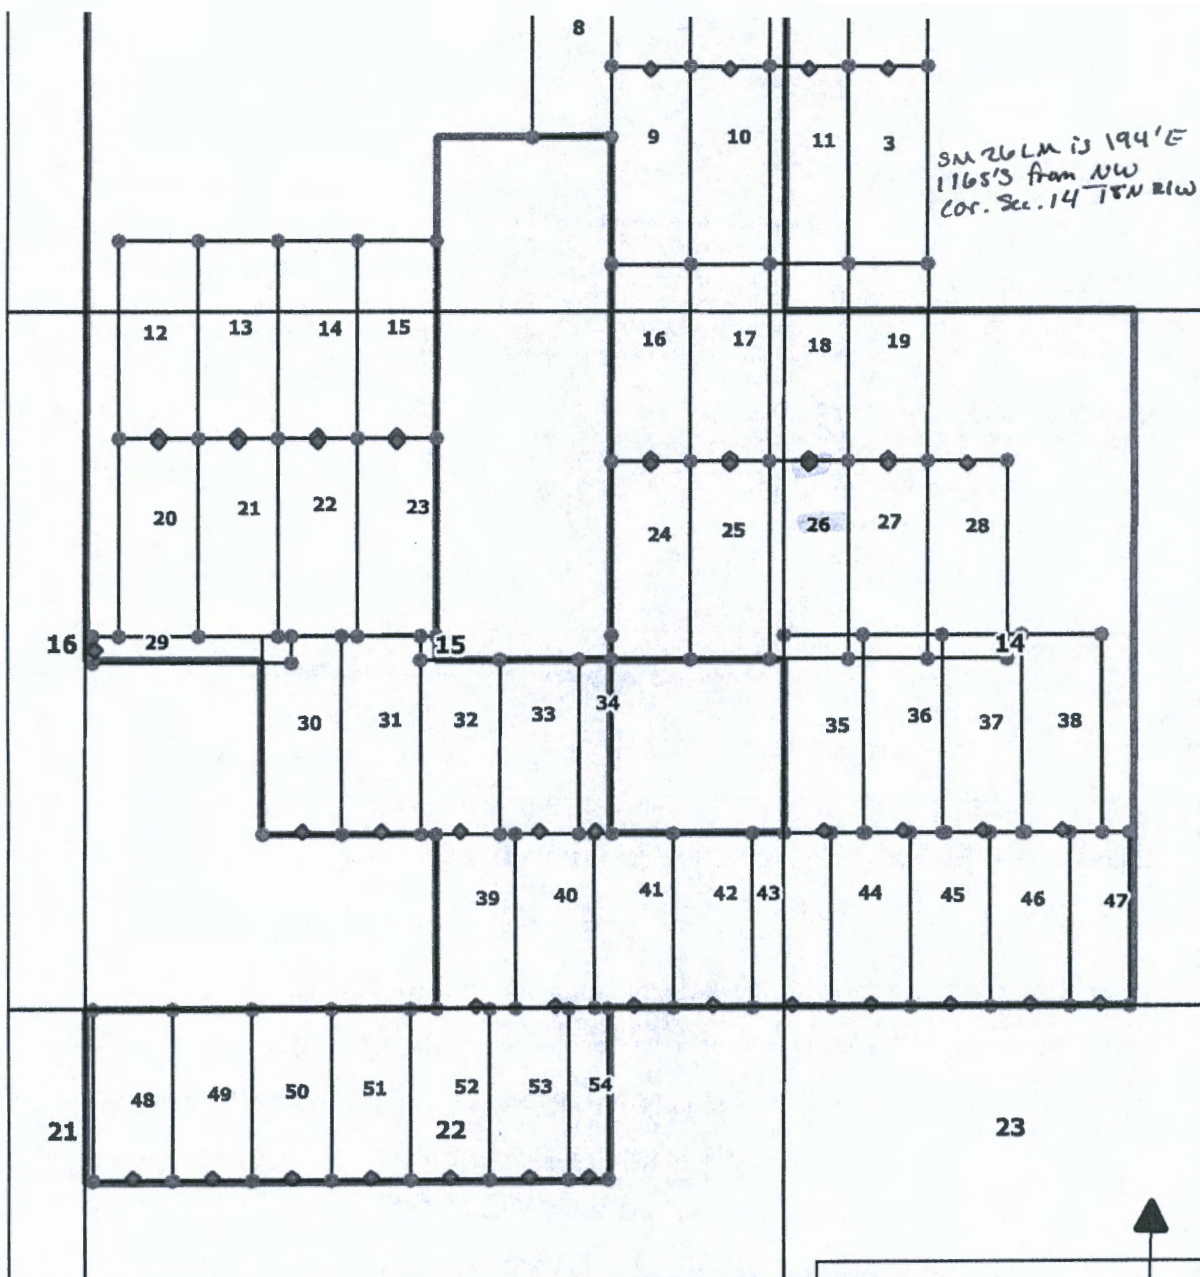 8
9 10 11 3
SM 26 LM is 194'E
1165'S from NW
Cor. Sec. 14 T5N R1W
12 13 14 15
16 17 18 19
20 21 22 23
24 25 26 27 28
16 29 15 14
30 31 32 33 34 35 36 37 38
39 40 41 42 43 44 45 46 47
48 49 50 51 52 53 54
21 22 23